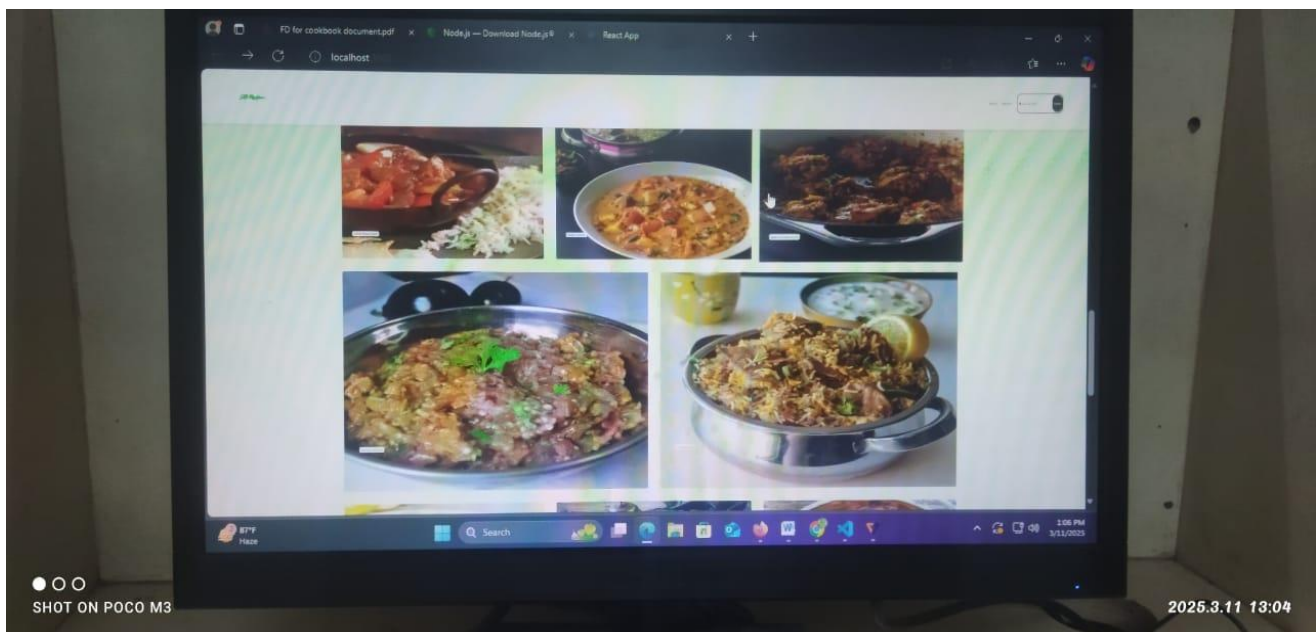 FD for cookbook document.pdf
Node.js — Download Node.js®
React App
localhost
87°F
Haze
Search
1:06 PM
3/11/2025
SHOT ON POCO M3
2025.3.11 13:04